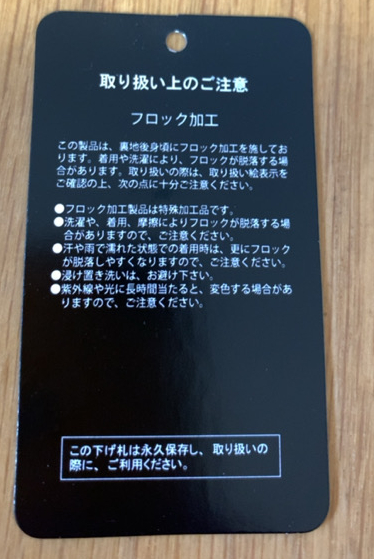 取り扱い上のご注意
フロック加工
この製品は、裏地後身頃にフロック加工を施してお
ります。着用や洗濯により、フロックが脱落する場
合があります。取り扱いの際は、取り扱い絵表示を
ご確認の上、次の点に十分ご注意ください。
●フロック加工製品は特殊加工品です。
●洗濯や、着用、摩擦によりフロックが脱落する場
合がありますので、ご注意ください。
●汗や雨で濡れた状態での着用時は、更にフロック
が脱落しやすくなりますので、ご注意ください。
●浸け置き洗いは、お避け下さい。
●紫外線や光に長時間当たると、変色する場合があ
りますので、ご注意ください。
この下げ札は永久保存し、取り扱いの
際に、ご利用ください。